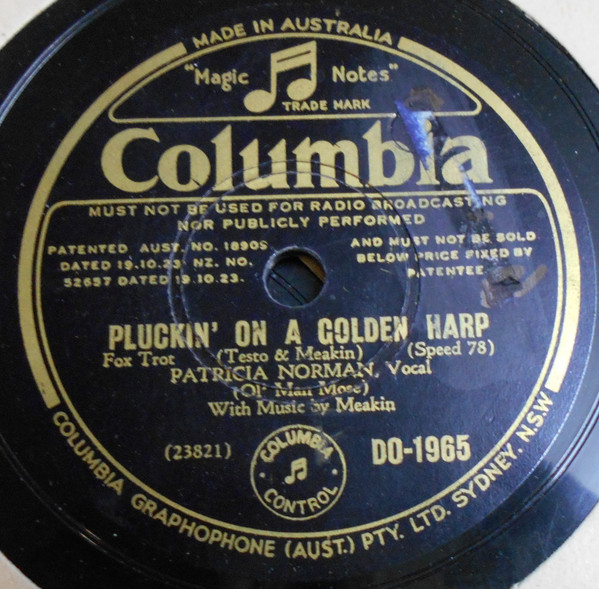 MADE IN AUSTRALIA
"Magic Notes"
TRADE MARK
Columbia
MUST NOT BE USED FOR RADIO BROADCASTING
NOR PUBLICLY PERFORMED
PATENTED AUST. NO. 18909
DATED 19.10.23. NZ. NO.
52657 DATED 19.10.23.
AND MUST NOT BE SOLD
BELOW PRICE FIXED BY
PATENTEE
PLUCKIN' ON A GOLDEN HARP
Fox Trot (Testo & Meakin) (Speed 78)
PATRICIA NORMAN, Vocal
(Ol' Man Mose)
With Music by Meakin
(23821)
COLUMBIA
CONTROL
DO-1965
COLUMBIA GRAPHOPHONE (AUST.) PTY. LTD. SYDNEY. N.S.W